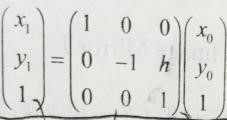 x₁ 1 0 0 x₀
y₁ = 0 -1 h y₀
1 0 0 1 1